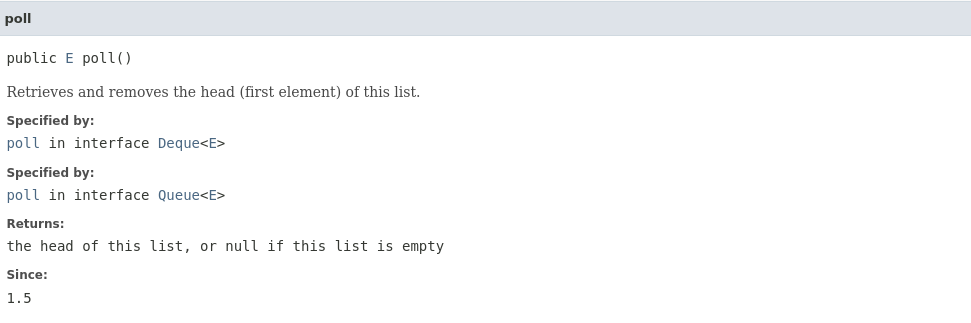 poll
public E poll()
Retrieves and removes the head (first element) of this list.
Specified by:
poll in interface Deque<E>
Specified by:
poll in interface Queue<E>
Returns:
the head of this list, or null if this list is empty
Since:
1.5